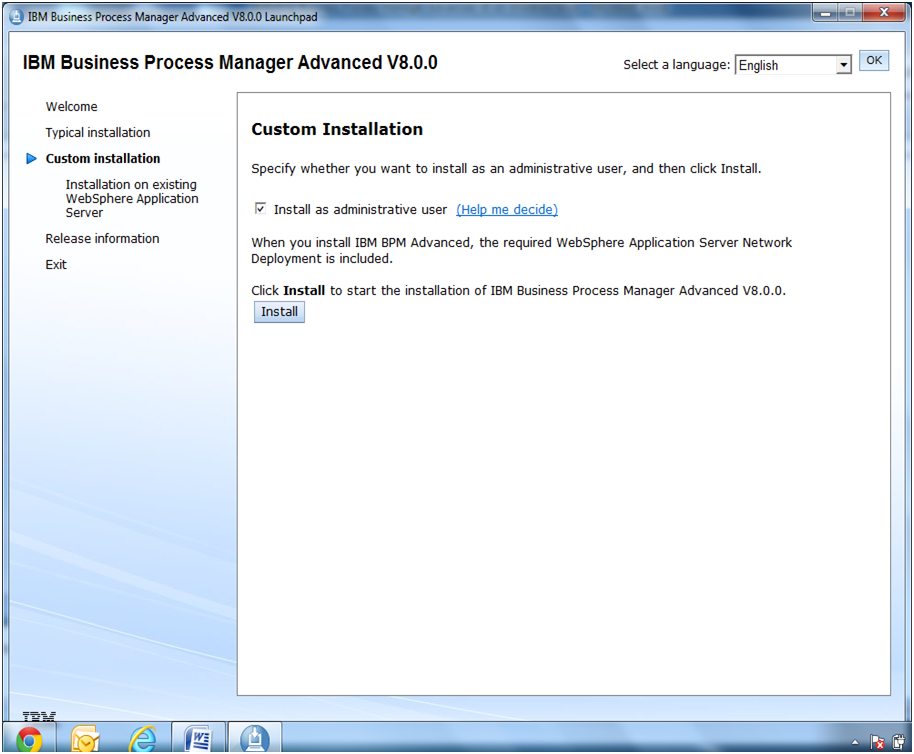 IBM Business Process Manager Advanced V8.0.0 Launchpad
IBM Business Process Manager Advanced V8.0.0
Select a language:
English
OK
Welcome
Typical installation
Custom installation
Installation on existing
WebSphere Application
Server
Release information
Exit
Custom Installation
Specify whether you want to install as an administrative user, and then click Install.
Install as administrative user (Help me decide)
When you install IBM BPM Advanced, the required WebSphere Application Server Network
Deployment is included.
Click Install to start the installation of IBM Business Process Manager Advanced V8.0.0.
Install
IBM
W